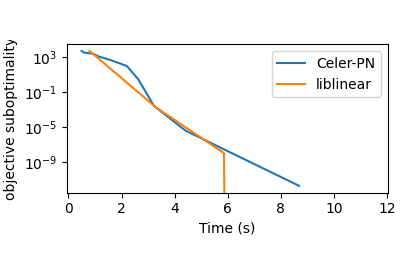 objective suboptimality
10³
10⁻¹
10⁻⁵
10⁻⁹
Celer-PN
liblinear
0 2 4 6 8 10 12
Time (s)